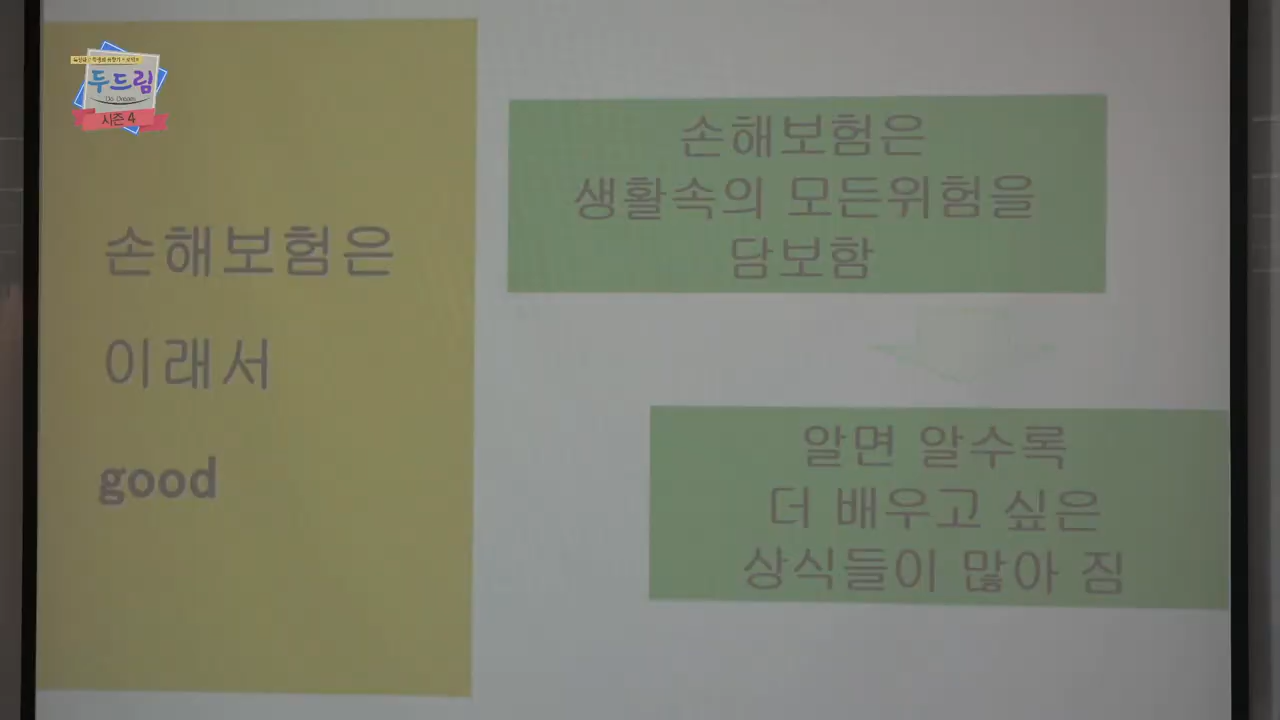 두드림
Do Dream
시즌 4
손해보험은
이래서
good
손해보험은
생활속의 모든위험을
담보함
알면 알수록
더 배우고 싶은
상식들이 많아 짐